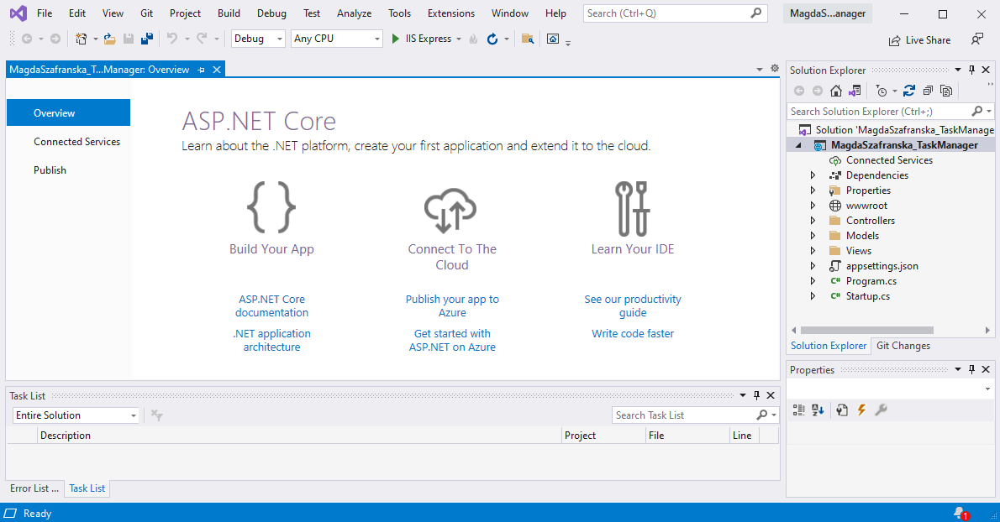 File Edit View Git Project Build Debug Test Analyze Tools Extensions Window Help Search (Ctrl+Q) MagdaS...anager
Debug Any CPU IIS Express Live Share
MagdaSzafranska_T...Manager: Overview
Overview
Connected Services
Publish
ASP.NET Core
Learn about the .NET platform, create your first application and extend it to the cloud.
Build Your App
ASP.NET Core
documentation
.NET application
architecture
Connect To The
Cloud
Publish your app to
Azure
Get started with
ASP.NET on Azure
Learn Your IDE
See our productivity
guide
Write code faster
Solution Explorer
Search Solution Explorer (Ctrl+;)
Solution 'MagdaSzafranska_TaskManage
MagdaSzafranska_TaskManager
Connected Services
Dependencies
Properties
wwwroot
Controllers
Models
Views
appsettings.json
C# Program.cs
C# Startup.cs
Solution Explorer Git Changes
Properties
Task List
Entire Solution Search Task List
Description Project File Line
Error List ... Task List
Ready 1